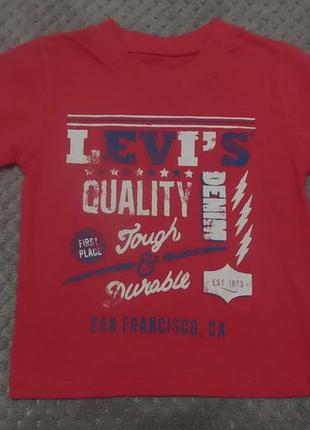 LEVI'S
QUALITY
DENIM
FIRST
PLACE
Tough
&
Durable
EST. 1873
SAN FRANCISCO, CA